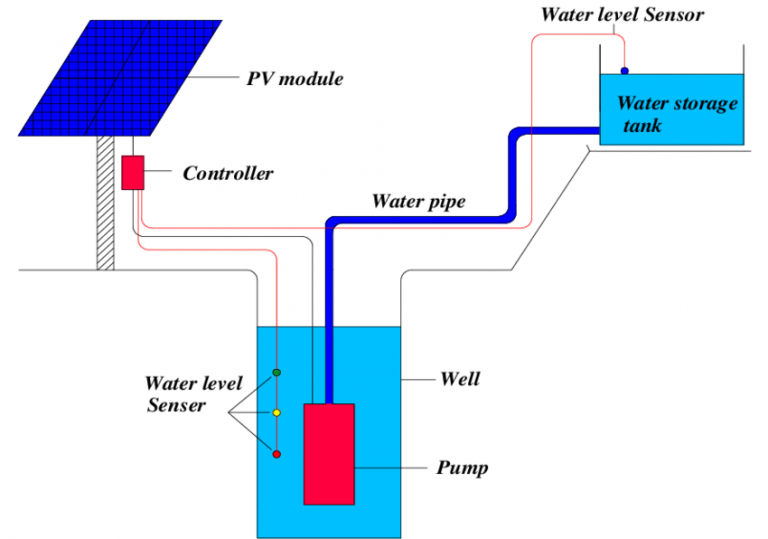 Water level Sensor
PV module
Water storage
tank
Controller
Water pipe
Water level
Senser
Well
Pump